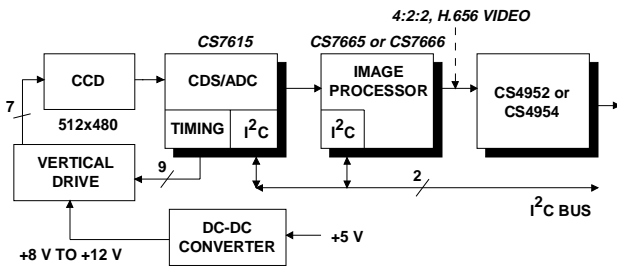 4:2:2, H.656 VIDEO
CS7615
CS7665 or CS7666
CCD
CDS/ADC
IMAGE
PROCESSOR
CS4952 or
CS4954
7
512x480
TIMING
I²C
I²C
VERTICAL
DRIVE
9
2
I²C BUS
DC-DC
CONVERTER
+5 V
+8 V TO +12 V